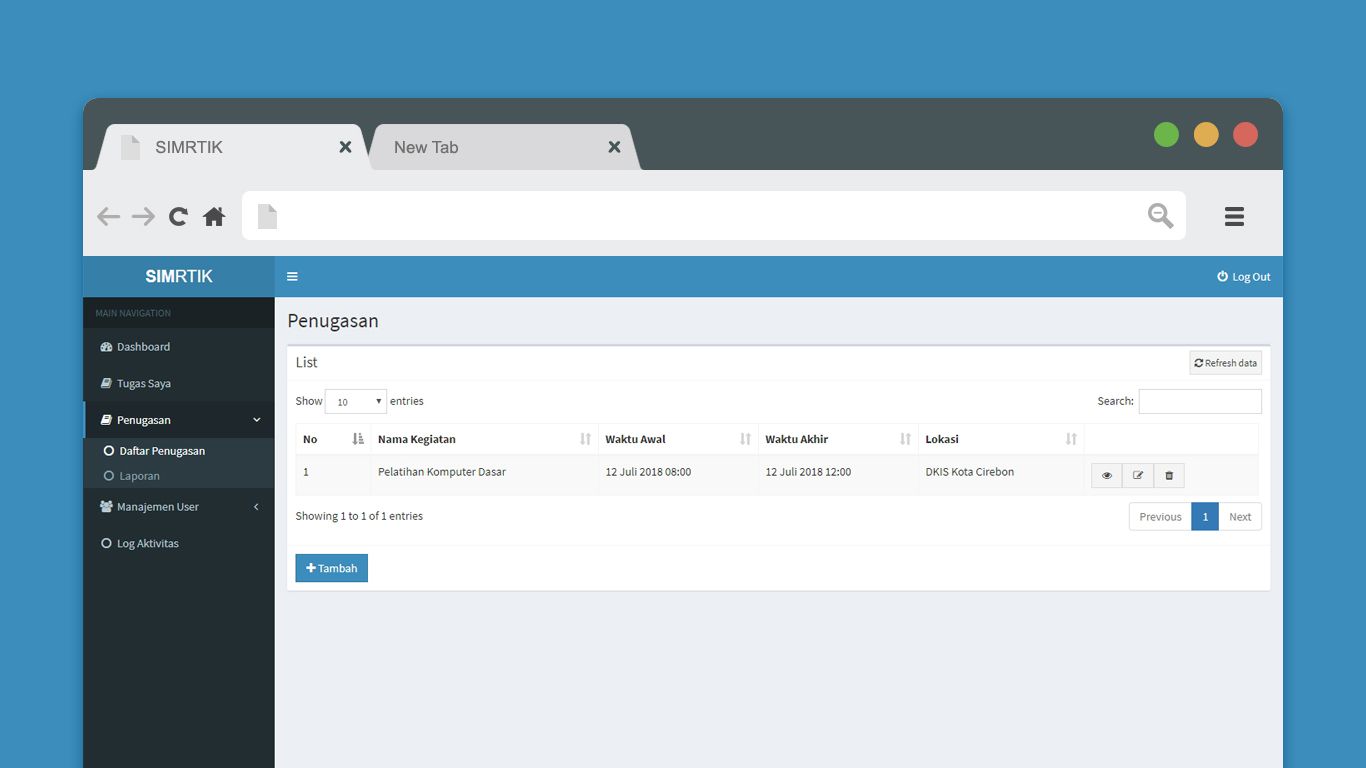 SIMRTIK
New Tab
SIMRTIK
Log Out
MAIN NAVIGATION
Dashboard
Tugas Saya
Penugasan
Daftar Penugasan
Laporan
Manajemen User
Log Aktivitas
Penugasan
List
Refresh data
Show 10 entries
Search:
No Nama Kegiatan Waktu Awal Waktu Akhir Lokasi
1 Pelatihan Komputer Dasar 12 Juli 2018 08:00 12 Juli 2018 12:00 DKIS Kota Cirebon
Showing 1 to 1 of 1 entries
Previous 1 Next
Tambah